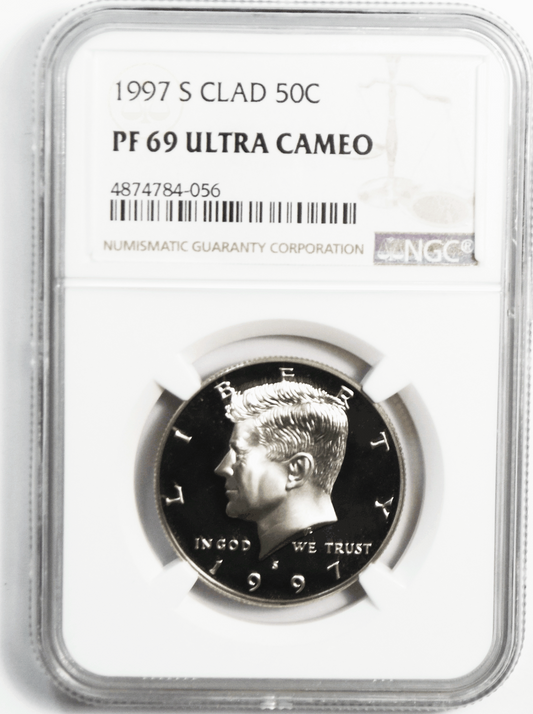 1997 S CLAD 50C
PF 69 ULTRA CAMEO
4874784-056
NUMISMATIC GUARANTY CORPORATION
NGC®
LIBERTY
IN GOD WE TRUST
S
1997